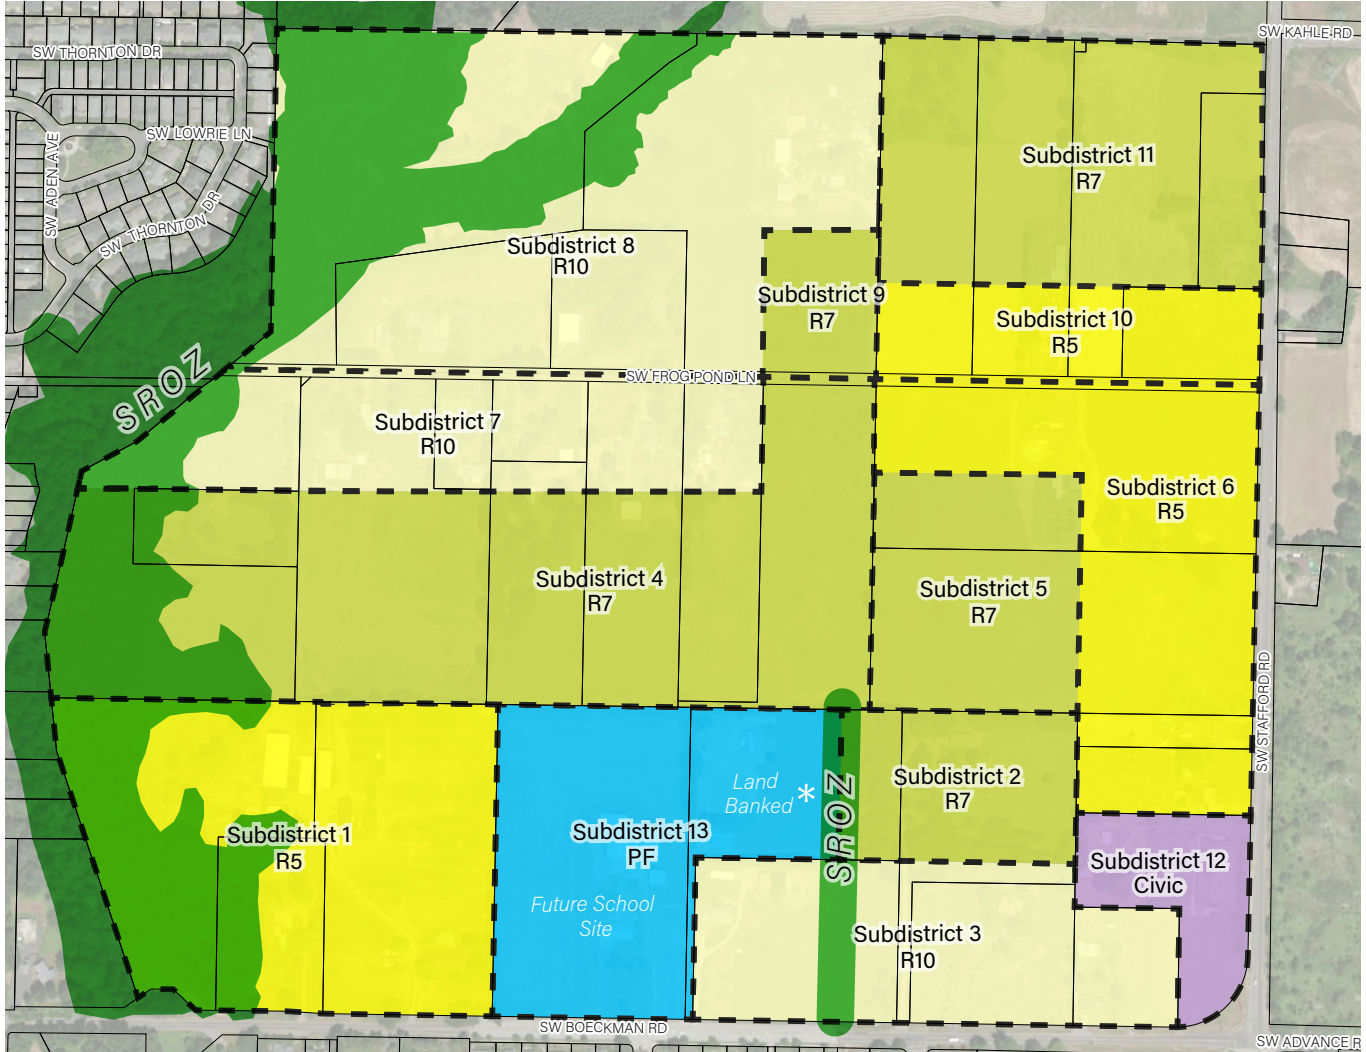 SW KAHLE RD
SW THORNTON DR
SW LOWRIE LN
SW ADEN AVE
SW THORNTON DR
Subdistrict 11
R7
Subdistrict 8
R10
Subdistrict 9
R7
Subdistrict 10
R5
SROZ
SW FROG POND LN
Subdistrict 7
R10
Subdistrict 6
R5
Subdistrict 4
R7
Subdistrict 5
R7
SW STAFFORD RD
Land
Banked *
SROZ
Subdistrict 2
R7
Subdistrict 1
R5
Subdistrict 13
PF
Subdistrict 12
Civic
Future School
Site
Subdistrict 3
R10
SW BOECKMAN RD
SW ADVANCE R